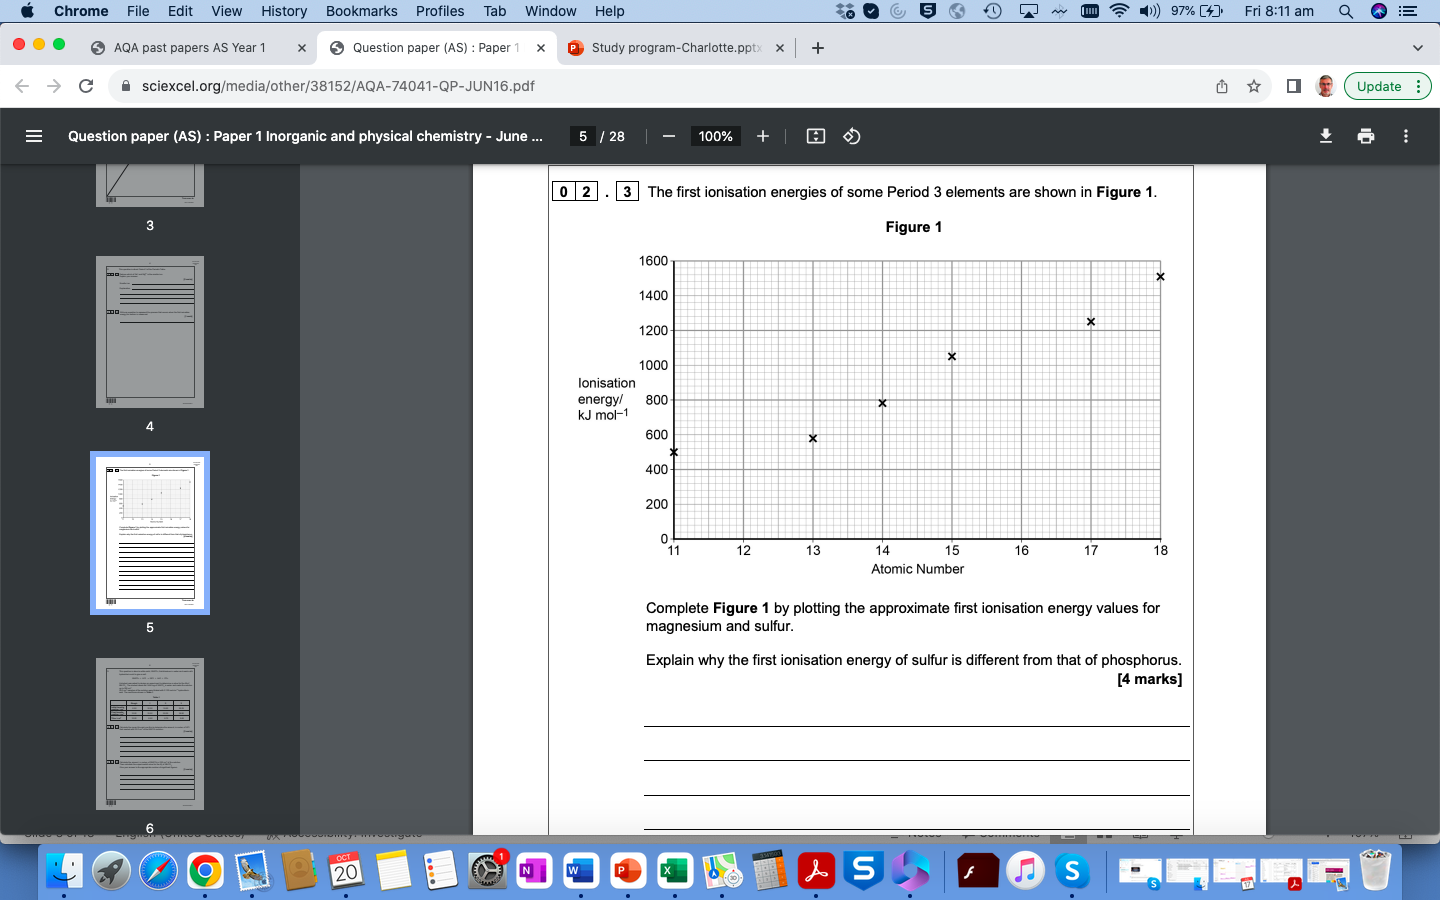 Chrome File Edit View History Bookmarks Profiles Tab Window Help 97% Fri 8:11 am
AQA past papers AS Year 1 Question paper (AS) : Paper 1 Study program-Charlotte.pptx
sciexcel.org/media/other/38152/AQA-74041-QP-JUN16.pdf Update
Question paper (AS) : Paper 1 Inorganic and physical chemistry - June ... 5 / 28 100%
3
4
5
6
0 2 . 3 The first ionisation energies of some Period 3 elements are shown in Figure 1.
Figure 1
1600
1400
1200
1000
800
600
400
200
0
Ionisation
energy/
kJ mol–1
11 12 13 14 15 16 17 18
Atomic Number
Complete Figure 1 by plotting the approximate first ionisation energy values for
magnesium and sulfur.
Explain why the first ionisation energy of sulfur is different from that of phosphorus.
[4 marks]
OCT
20
1
17